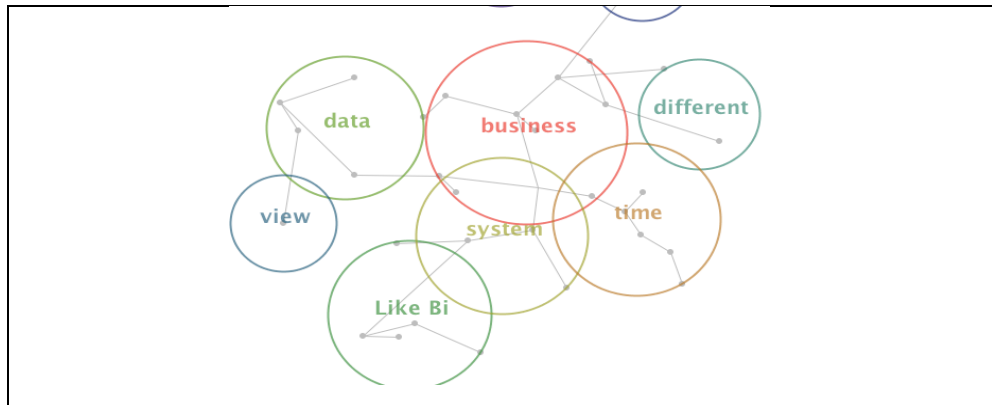 different
data
business
view
time
system
Like Bi